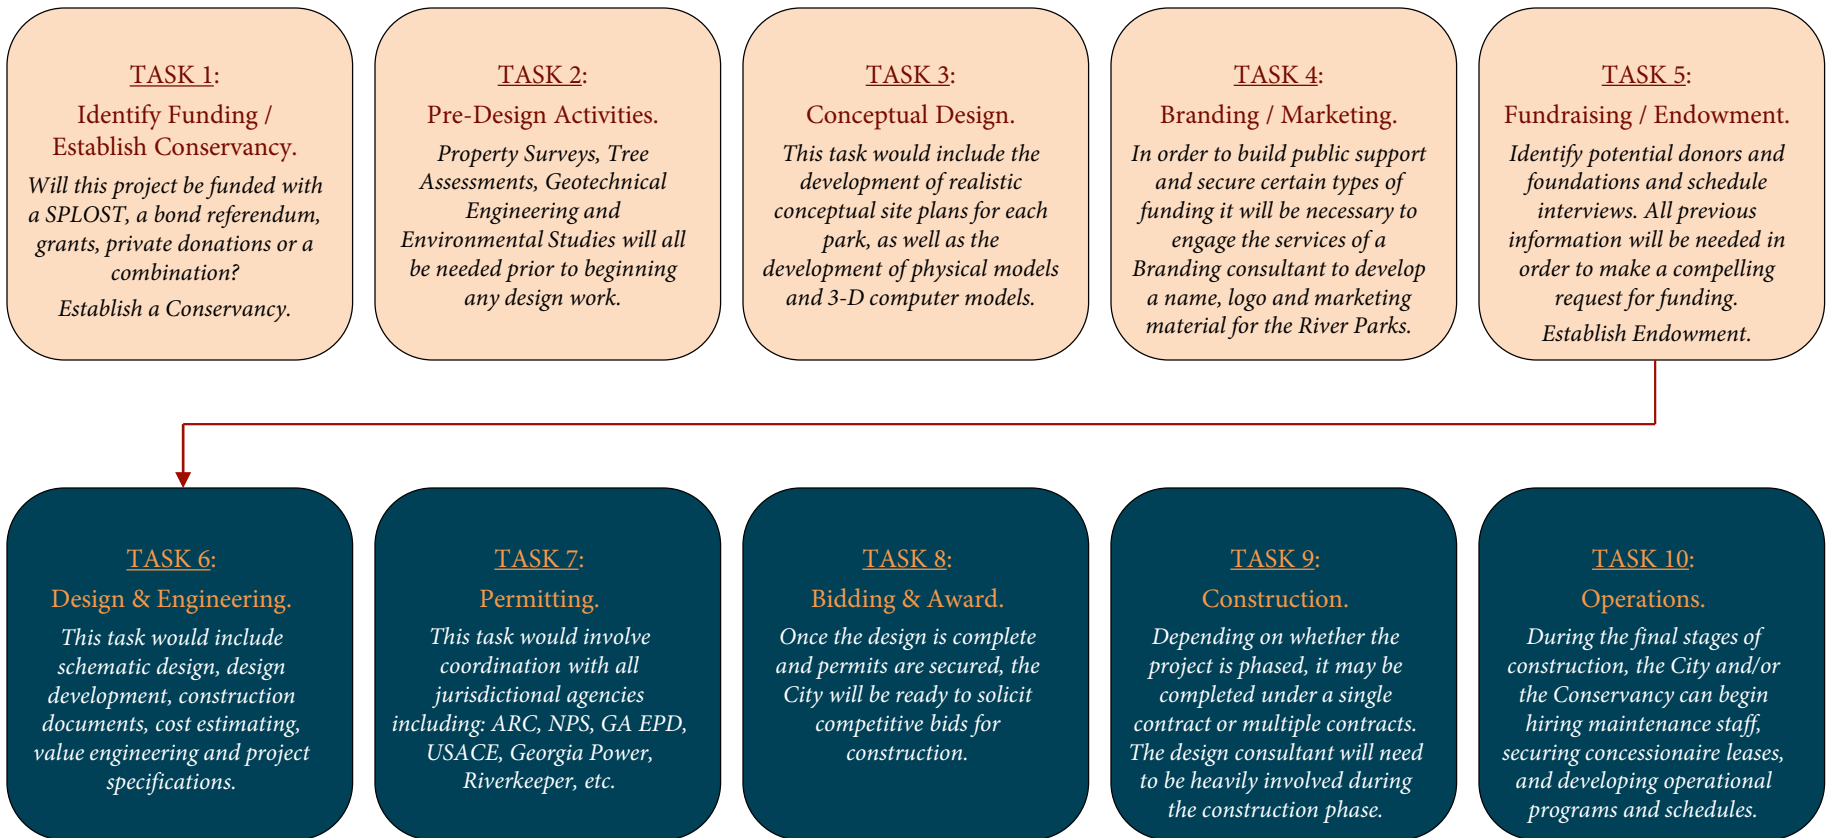 TASK 1:
Identify Funding /
Establish Conservancy.
Will this project be funded with
a SPLOST, a bond referendum,
grants, private donations or a
combination?
Establish a Conservancy.
TASK 2:
Pre-Design Activities.
Property Surveys, Tree
Assessments, Geotechnical
Engineering and
Environmental Studies will all
be needed prior to beginning
any design work.
TASK 3:
Conceptual Design.
This task would include the
development of realistic
conceptual site plans for each
park, as well as the
development of physical models
and 3-D computer models.
TASK 4:
Branding / Marketing.
In order to build public support
and secure certain types of
funding it will be necessary to
engage the services of a
Branding consultant to develop
a name, logo and marketing
material for the River Parks.
TASK 5:
Fundraising / Endowment.
Identify potential donors and
foundations and schedule
interviews. All previous
information will be needed in
order to make a compelling
request for funding.
Establish Endowment.
TASK 6:
Design & Engineering.
This task would include
schematic design, design
development, construction
documents, cost estimating,
value engineering and project
specifications.
TASK 7:
Permitting.
This task would involve
coordination with all
jurisdictional agencies
including: ARC, NPS, GA EPD,
USACE, Georgia Power,
Riverkeeper, etc.
TASK 8:
Bidding & Award.
Once the design is complete
and permits are secured, the
City will be ready to solicit
competitive bids for
construction.
TASK 9:
Construction.
Depending on whether the
project is phased, it may be
completed under a single
contract or multiple contracts.
The design consultant will need
to be heavily involved during
the construction phase.
TASK 10:
Operations.
During the final stages of
construction, the City and/or
the Conservancy can begin
hiring maintenance staff,
securing concessionaire leases,
and developing operational
programs and schedules.